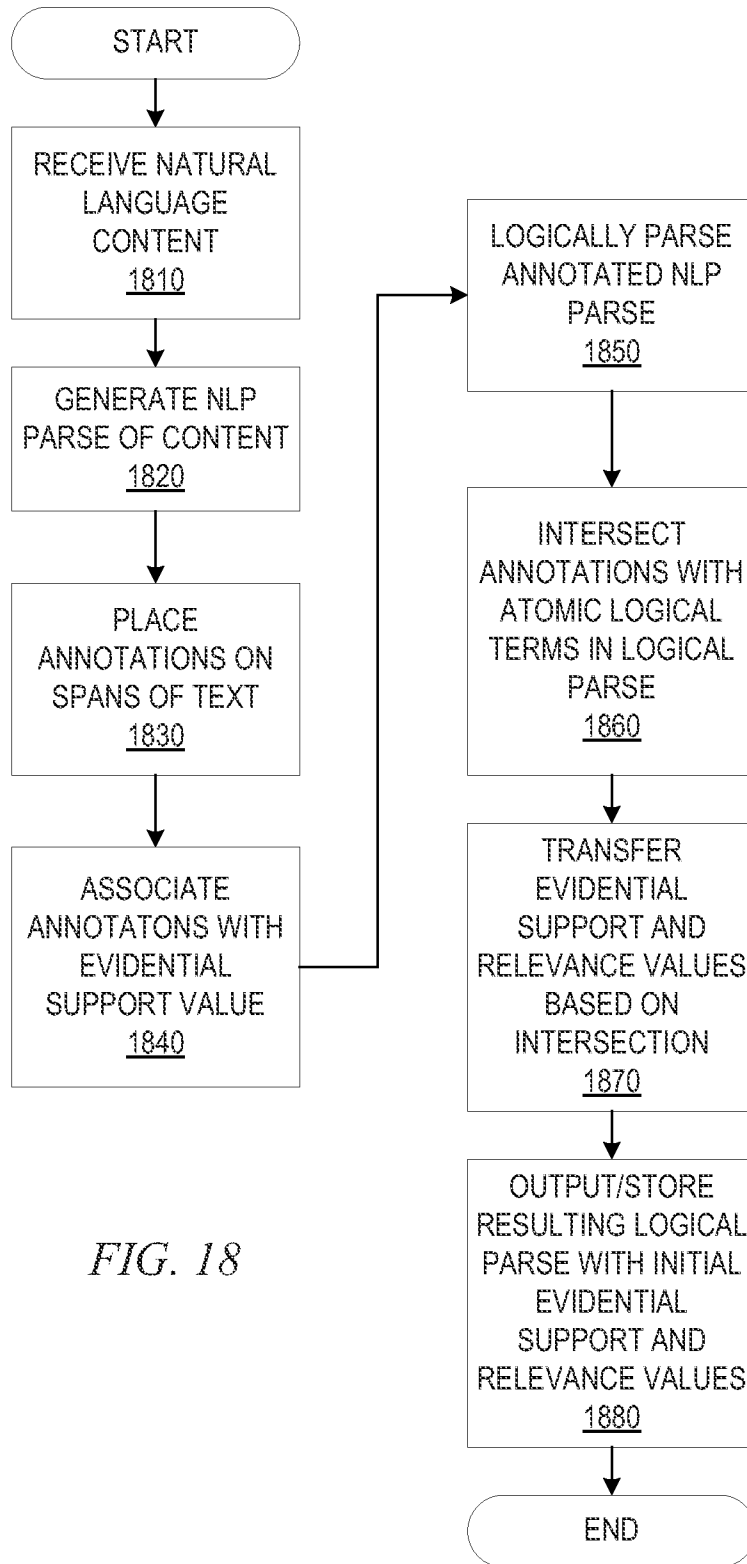 START
RECEIVE NATURAL
LANGUAGE
CONTENT
1810
GENERATE NLP
PARSE OF CONTENT
1820
PLACE
ANNOTATIONS ON
SPANS OF TEXT
1830
ASSOCIATE
ANNOTATONS WITH
EVIDENTIAL
SUPPORT VALUE
1840
LOGICALLY PARSE
ANNOTATED NLP
PARSE
1850
INTERSECT
ANNOTATIONS WITH
ATOMIC LOGICAL
TERMS IN LOGICAL
PARSE
1860
TRANSFER
EVIDENTIAL
SUPPORT AND
RELEVANCE VALUES
BASED ON
INTERSECTION
1870
OUTPUT/STORE
RESULTING LOGICAL
PARSE WITH INITIAL
EVIDENTIAL
SUPPORT AND
RELEVANCE VALUES
1880
END
FIG. 18